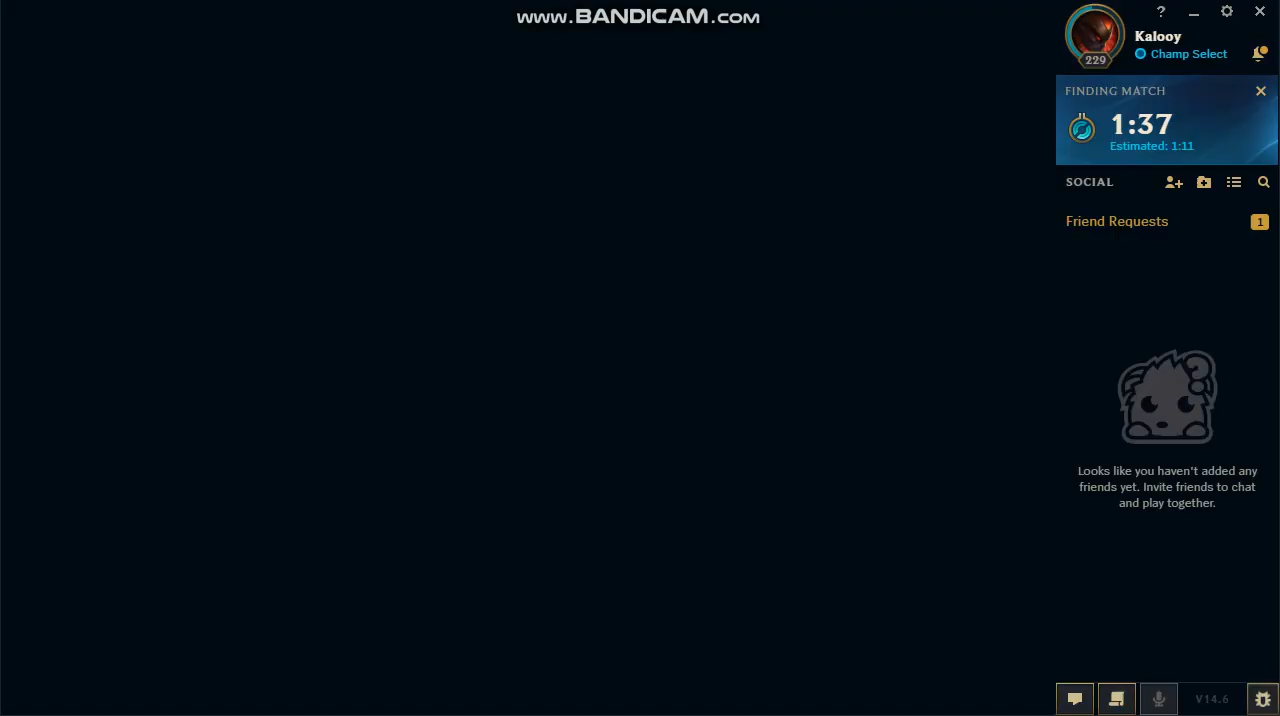 www.BANDICAM.com
?
Kalooy
Champ Select
229
FINDING MATCH
1:37
Estimated: 1:11
SOCIAL
Friend Requests
1
Looks like you haven't added any
friends yet. Invite friends to chat
and play together.
V14.6